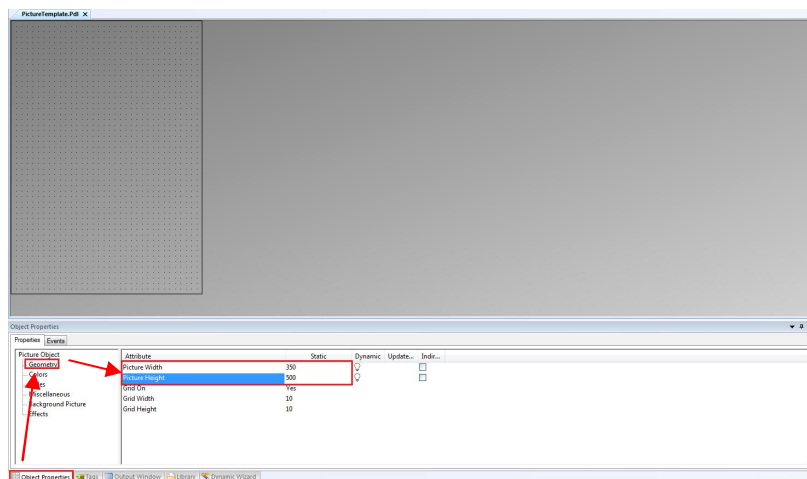 PictureTemplate.Pdl X
Object Properties
Properties Events
Picture Object
Geometry
Colors
Miscellaneous
Background Picture
Effects
Attribute Static Dynamic Update... Indir...
Picture Width 350
Picture Height 500
Grid On Yes
Grid Width 10
Grid Height 10
Object Properties Tags Output Window Library Dynamic Wizard